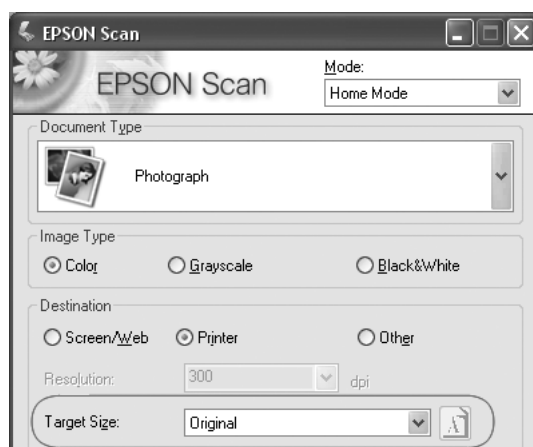 EPSON Scan
EPSON Scan
Mode:
Home Mode
Document Type
Photograph
Image Type
Color Grayscale Black&White
Destination
Screen/Web Printer Other
Resolution: 300 dpi
Target Size: Original A